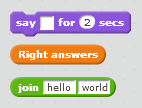 say for 2 secs
Right answers
join hello world